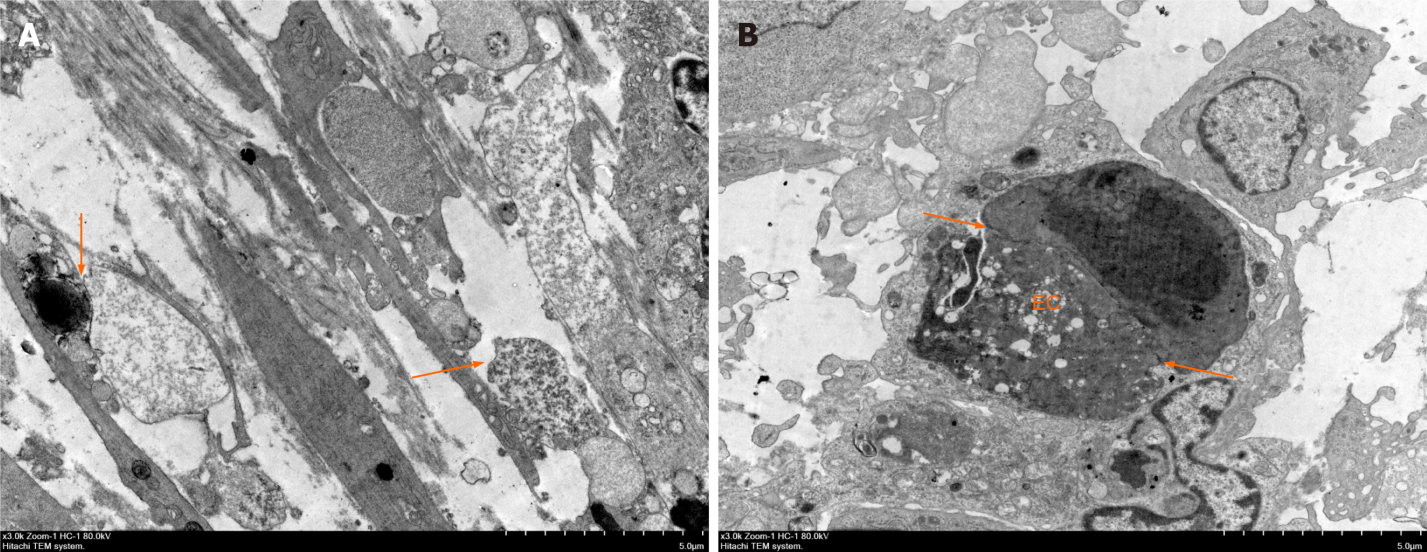 A
B
EC
x3.0k Zoom-1 HC-1 80.0kV
Hitachi TEM system.
5.0µm
x3.0k Zoom-1 HC-1 80.0kV
Hitachi TEM system.
5.0µm